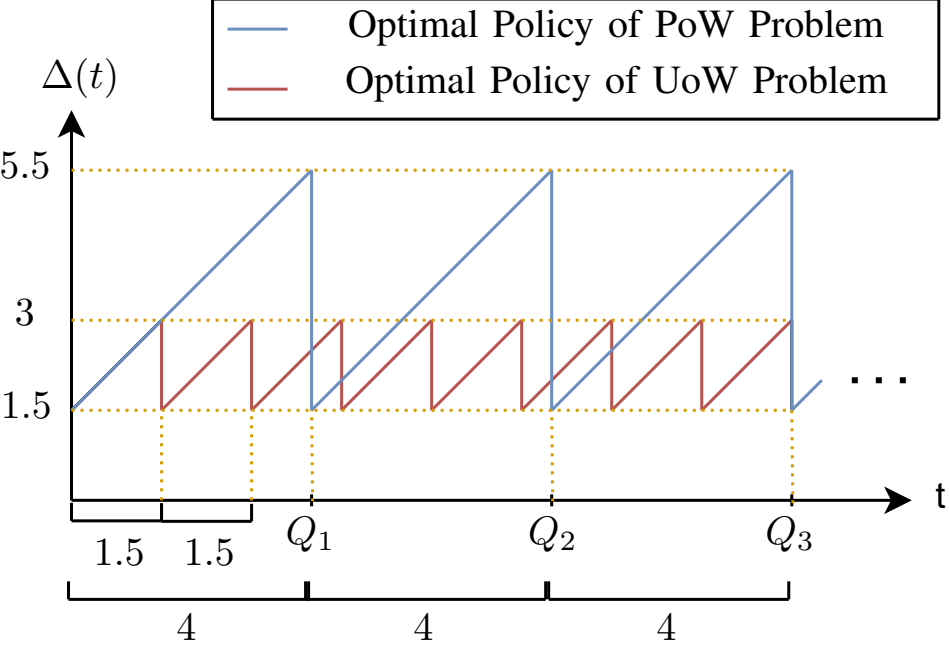 Optimal Policy of PoW Problem
Optimal Policy of UoW Problem
Δ(t)
5.5
3
1.5
...
t
Q₁ Q₂ Q₃
1.5 1.5
4 4 4